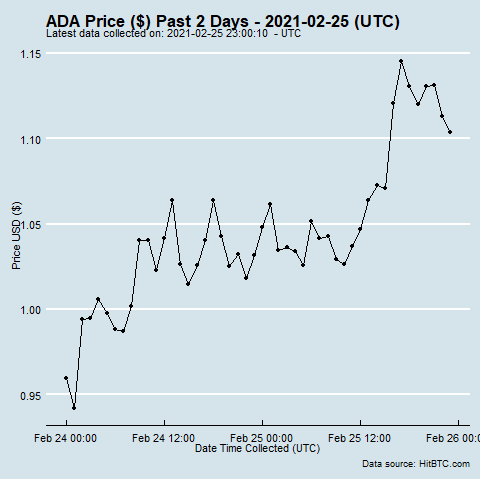 ADA Price ($) Past 2 Days - 2021-02-25 (UTC)
Latest data collected on: 2021-02-25 23:00:10 - UTC
1.15
1.10
1.05
1.00
0.95
Price USD ($)
Feb 24 00:00
Feb 24 12:00
Feb 25 00:00
Feb 25 12:00
Feb 26 00:00
Date Time Collected (UTC)
Data source: HitBTC.com